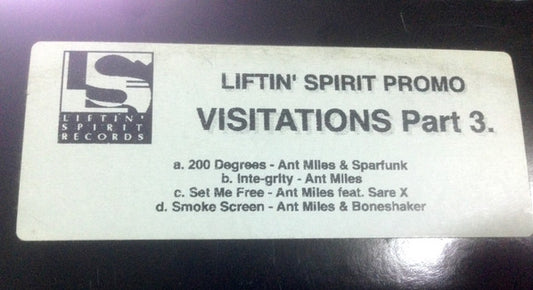 LS
LIFTIN'
SPIRIT
RECORDS
LIFTIN' SPIRIT PROMO
VISITATIONS Part 3.
a. 200 Degrees - Ant Miles & Sparfunk
b. Inte-grity - Ant Miles
c. Set Me Free - Ant Miles feat. Sare X
d. Smoke Screen - Ant Miles & Boneshaker